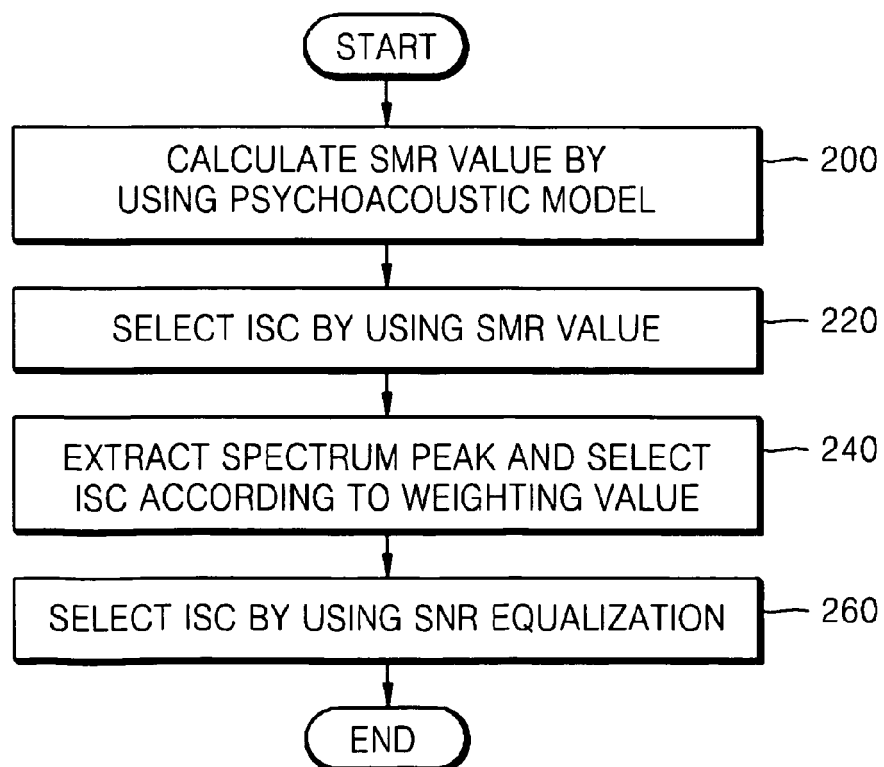 START
CALCULATE SMR VALUE BY
USING PSYCHOACOUSTIC MODEL
200
SELECT ISC BY USING SMR VALUE
220
EXTRACT SPECTRUM PEAK AND SELECT
ISC ACCORDING TO WEIGHTING VALUE
240
SELECT ISC BY USING SNR EQUALIZATION
260
END